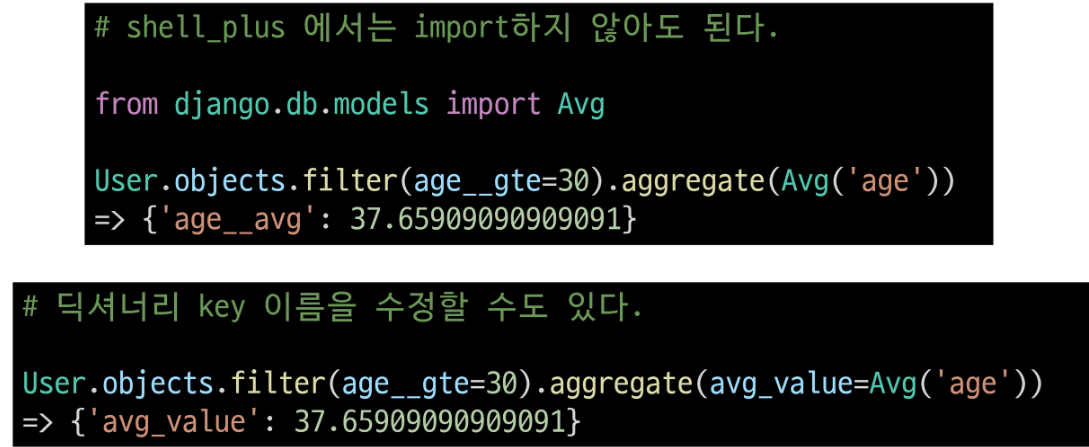 # shell_plus 에서는 import하지 않아도 된다.
from django.db.models import Avg
User.objects.filter(age__gte=30).aggregate(Avg('age'))
=> {'age__avg': 37.65909090909091}
# 딕셔너리 key 이름을 수정할 수도 있다.
User.objects.filter(age__gte=30).aggregate(avg_value=Avg('age'))
=> {'avg_value': 37.65909090909091}